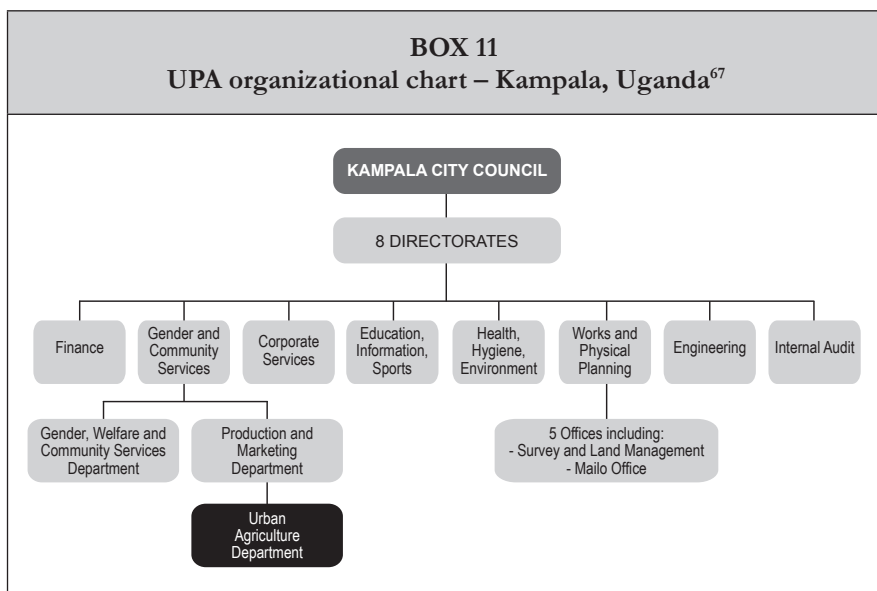 BOX 11
UPA organizational chart – Kampala, Uganda67
KAMPALA CITY COUNCIL
8 DIRECTORATES
Finance
Gender and
Community
Services
Corporate
Services
Education,
Information,
Sports
Health,
Hygiene,
Environment
Works and
Physical
Planning
Engineering
Internal Audit
Gender, Welfare and
Community Services
Department
Production and
Marketing
Department
5 Offices including:
- Survey and Land Management
- Mailo Office
Urban
Agriculture
Department